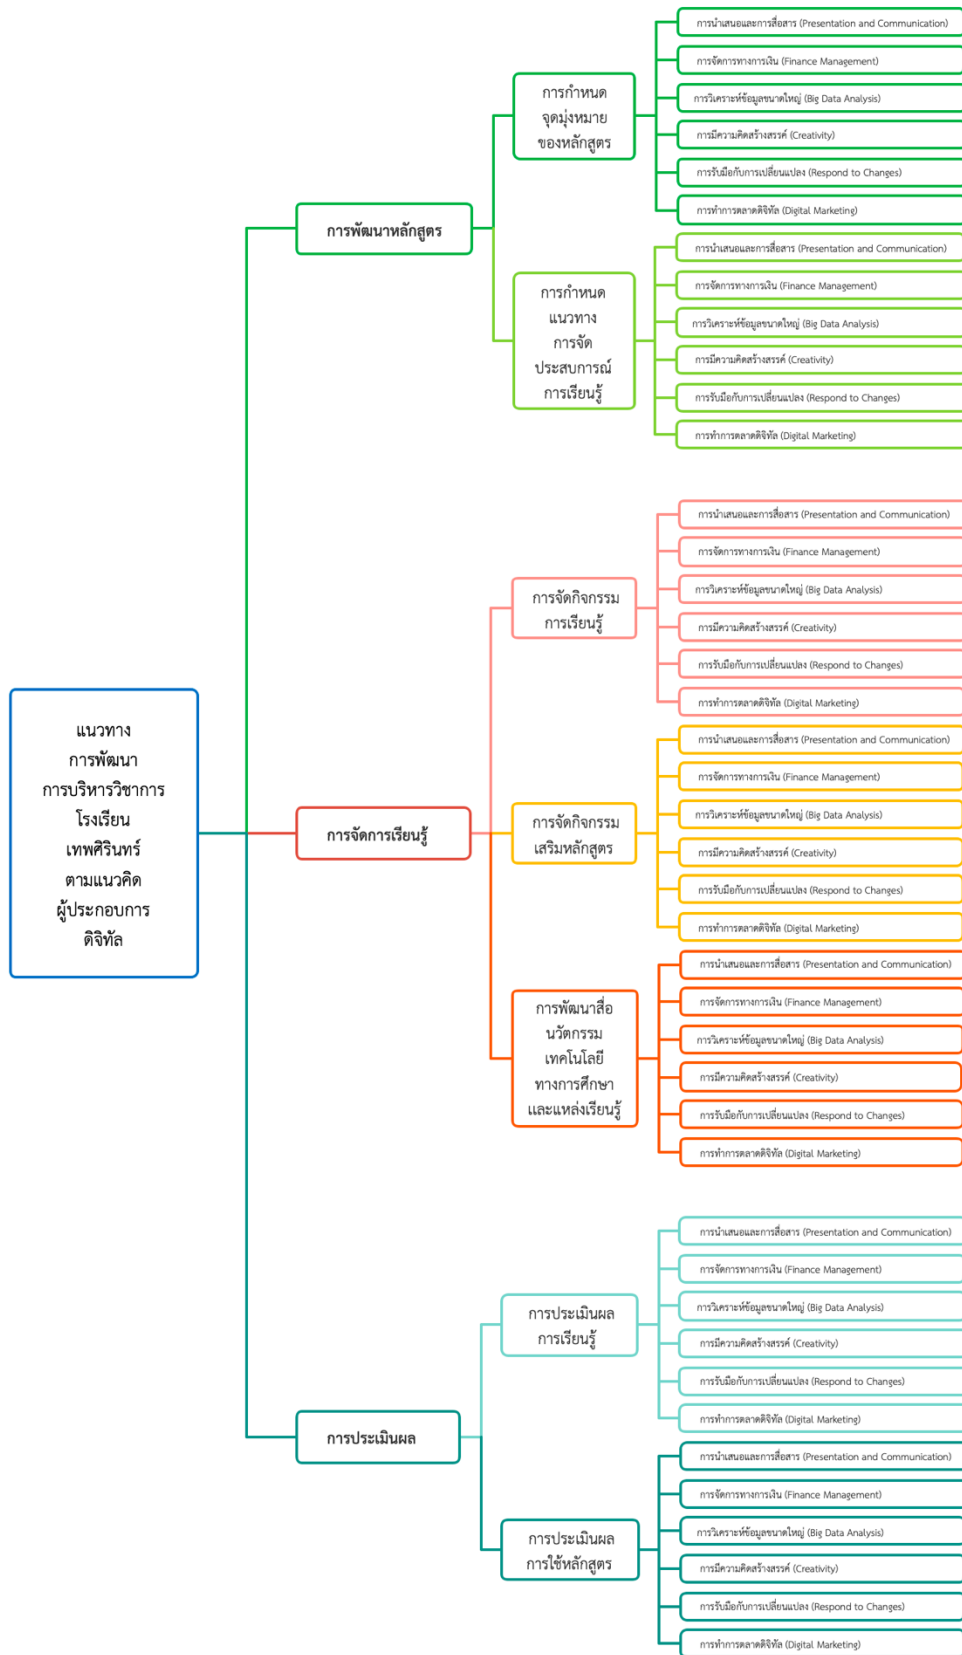 แนวทาง
การพัฒนา
การบริหารวิชาการ
โรงเรียน
เทพศิรินทร์
ตามแนวคิด
ผู้ประกอบการ
ดิจิทัล
การพัฒนาหลักสูตร
การกำหนด
จุดมุ่งหมาย
ของหลักสูตร
การนำเสนอและการสื่อสาร (Presentation and Communication)
การจัดการทางการเงิน (Finance Management)
การวิเคราะห์ข้อมูลขนาดใหญ่ (Big Data Analysis)
การมีความคิดสร้างสรรค์ (Creativity)
การรับมือกับการเปลี่ยนแปลง (Respond to Changes)
การทำการตลาดดิจิทัล (Digital Marketing)
การกำหนด
แนวทาง
การจัด
ประสบการณ์
การเรียนรู้
การนำเสนอและการสื่อสาร (Presentation and Communication)
การจัดการทางการเงิน (Finance Management)
การวิเคราะห์ข้อมูลขนาดใหญ่ (Big Data Analysis)
การมีความคิดสร้างสรรค์ (Creativity)
การรับมือกับการเปลี่ยนแปลง (Respond to Changes)
การทำการตลาดดิจิทัล (Digital Marketing)
การจัดการเรียนรู้
การจัดกิจกรรม
การเรียนรู้
การนำเสนอและการสื่อสาร (Presentation and Communication)
การจัดการทางการเงิน (Finance Management)
การวิเคราะห์ข้อมูลขนาดใหญ่ (Big Data Analysis)
การมีความคิดสร้างสรรค์ (Creativity)
การรับมือกับการเปลี่ยนแปลง (Respond to Changes)
การทำการตลาดดิจิทัล (Digital Marketing)
การจัดกิจกรรม
เสริมหลักสูตร
การนำเสนอและการสื่อสาร (Presentation and Communication)
การจัดการทางการเงิน (Finance Management)
การวิเคราะห์ข้อมูลขนาดใหญ่ (Big Data Analysis)
การมีความคิดสร้างสรรค์ (Creativity)
การรับมือกับการเปลี่ยนแปลง (Respond to Changes)
การทำการตลาดดิจิทัล (Digital Marketing)
การพัฒนาสื่อ
นวัตกรรม
เทคโนโลยี
ทางการศึกษา
และแหล่งเรียนรู้
การนำเสนอและการสื่อสาร (Presentation and Communication)
การจัดการทางการเงิน (Finance Management)
การวิเคราะห์ข้อมูลขนาดใหญ่ (Big Data Analysis)
การมีความคิดสร้างสรรค์ (Creativity)
การรับมือกับการเปลี่ยนแปลง (Respond to Changes)
การทำการตลาดดิจิทัล (Digital Marketing)
การประเมินผล
การประเมินผล
การเรียนรู้
การนำเสนอและการสื่อสาร (Presentation and Communication)
การจัดการทางการเงิน (Finance Management)
การวิเคราะห์ข้อมูลขนาดใหญ่ (Big Data Analysis)
การมีความคิดสร้างสรรค์ (Creativity)
การรับมือกับการเปลี่ยนแปลง (Respond to Changes)
การทำการตลาดดิจิทัล (Digital Marketing)
การประเมินผล
การใช้หลักสูตร
การนำเสนอและการสื่อสาร (Presentation and Communication)
การจัดการทางการเงิน (Finance Management)
การวิเคราะห์ข้อมูลขนาดใหญ่ (Big Data Analysis)
การมีความคิดสร้างสรรค์ (Creativity)
การรับมือกับการเปลี่ยนแปลง (Respond to Changes)
การทำการตลาดดิจิทัล (Digital Marketing)